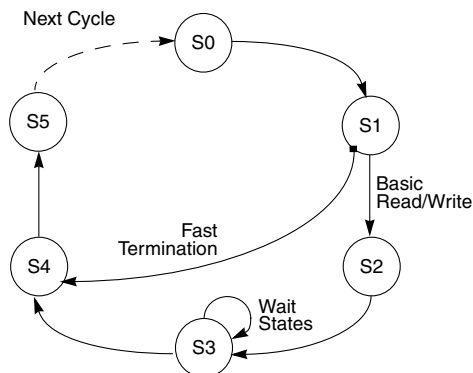 Next Cycle
S0
S5
S1
Basic
Read/Write
Fast
Termination
S4
S2
Wait
States
S3